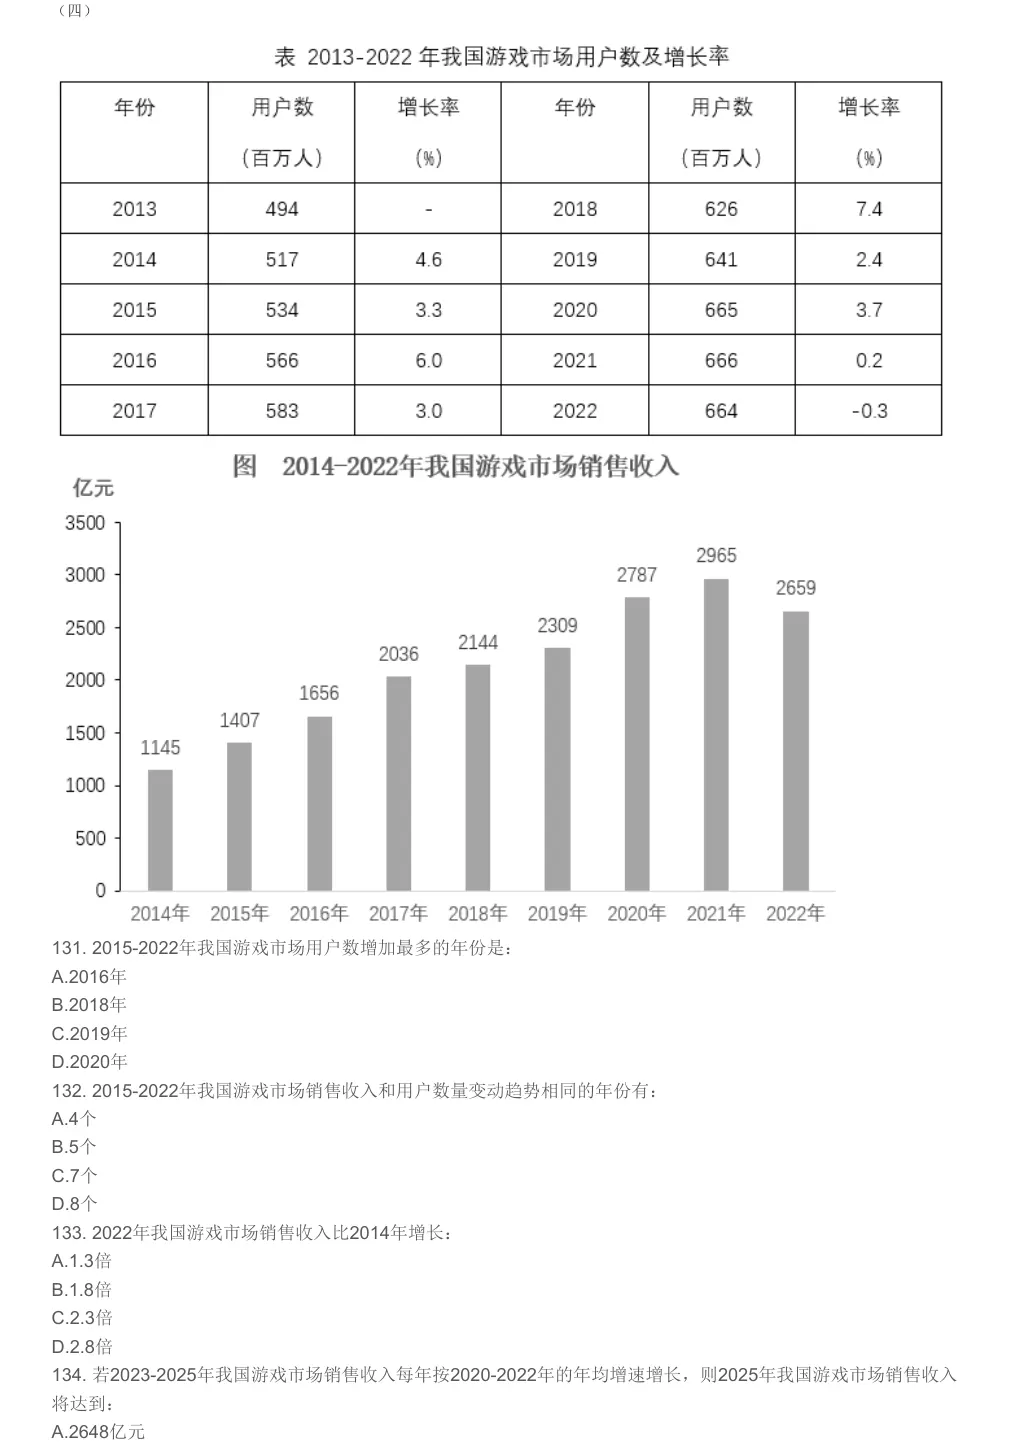 （四）
表 2013-2022 年我国游戏市场用户数及增长率
年份 用户数（百万人） 增长率（%） 年份 用户数（百万人） 增长率（%）
2013 494 - 2018 626 7.4
2014 517 4.6 2019 641 2.4
2015 534 3.3 2020 665 3.7
2016 566 6.0 2021 666 0.2
2017 583 3.0 2022 664 -0.3
图 2014-2022年我国游戏市场销售收入
亿元
3500
3000
2500
2000
1500
1000
500
0
1145
1407
1656
2036
2144
2309
2787
2965
2659
2014年 2015年 2016年 2017年 2018年 2019年 2020年 2021年 2022年
131. 2015-2022年我国游戏市场用户数增加最多的年份是：
A.2016年
B.2018年
C.2019年
D.2020年
132. 2015-2022年我国游戏市场销售收入和用户数量变动趋势相同的年份有：
A.4个
B.5个
C.7个
D.8个
133. 2022年我国游戏市场销售收入比2014年增长：
A.1.3倍
B.1.8倍
C.2.3倍
D.2.8倍
134. 若2023-2025年我国游戏市场销售收入每年按2020-2022年的年均增速增长，则2025年我国游戏市场销售收入
将达到：
A.2648亿元